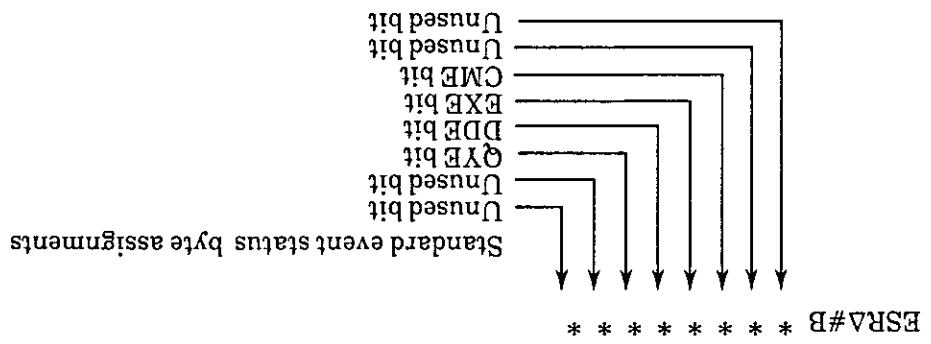 ESRΔ#B * * * * * * * *
Standard event status byte assignments
Unused bit
Unused bit
QYE bit
DDE bit
EXE bit
CME bit
Unused bit
Unused bit